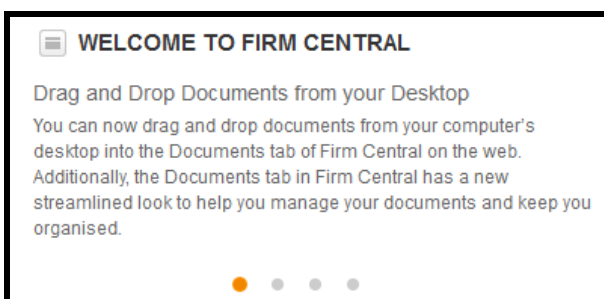 WELCOME TO FIRM CENTRAL
Drag and Drop Documents from your Desktop
You can now drag and drop documents from your computer's
desktop into the Documents tab of Firm Central on the web.
Additionally, the Documents tab in Firm Central has a new
streamlined look to help you manage your documents and keep you
organised.